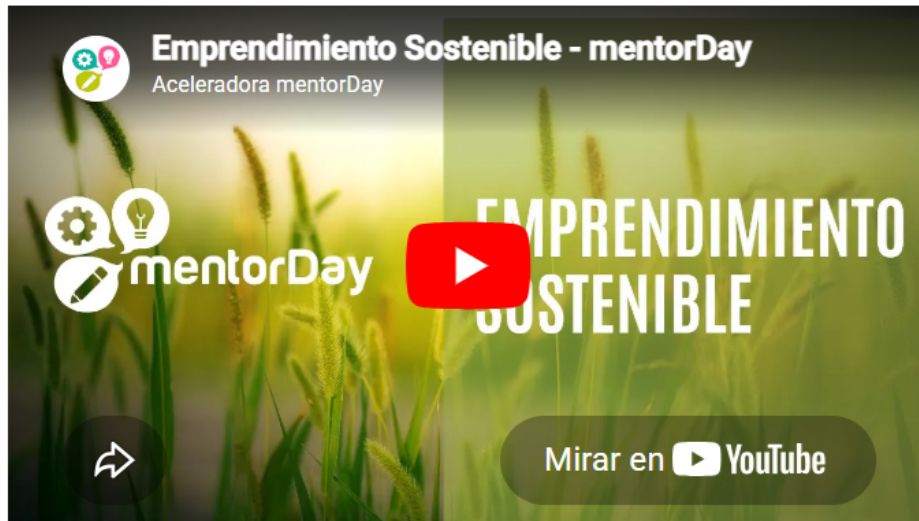 Emprendimiento Sostenible - mentorDay
Aceleradora mentorDay
mentorDay
EMPRENDIMIENTO
SOSTENIBLE
Mirar en YouTube